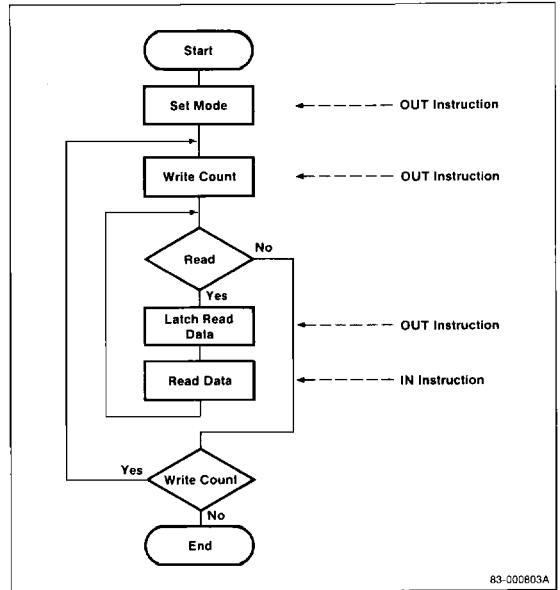 Start
Set Mode
OUT Instruction
Write Count
OUT Instruction
Read
No
Yes
Latch Read
Data
OUT Instruction
Read Data
IN Instruction
Yes
Write Count
No
End
83-000803A